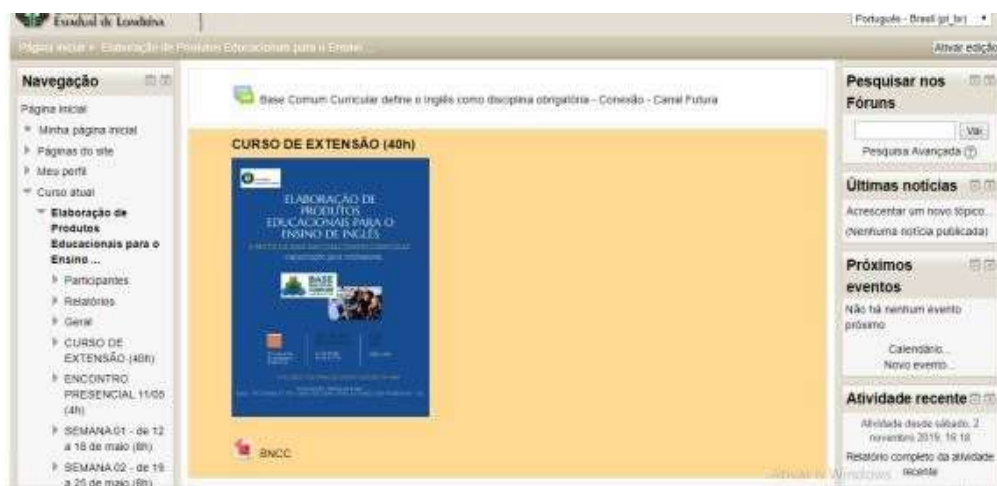 Estadual de Londrina
Português - Brasil (pt_br)
Página inicial ► Elaboração de Produtos Educacionais para o Ensino ...
Ativar edição
Navegação
Página inicial
Minha página inicial
Páginas do site
Meu perfil
Curso atual
Elaboração de
Produtos
Educacionais para o
Ensino ...
Participantes
Relatórios
Geral
CURSO DE
EXTENSÃO (40h)
ENCONTRO
PRESENCIAL 11/05
(4h)
SEMANA 01 - de 12
a 18 de maio (8h)
SEMANA 02 - de 19
a 25 de maio (8h)
Base Comum Curricular define o Inglês como disciplina obrigatória - Conexão - Canal Futura
CURSO DE EXTENSÃO (40h)
ELABORAÇÃO DE
PRODUTOS
EDUCACIONAIS PARA O
ENSINO DE INGLÊS
BASE
BNCC
Pesquisar nos
Fóruns
Vai
Pesquisa Avançada
Últimas notícias
Acrescentar um novo tópico...
(Nenhuma notícia publicada)
Próximos
eventos
Não há nenhum evento
próximo
Calendário...
Novo evento...
Atividade recente
Atividade desde sábado, 2
novembro 2019, 16:18
Relatório completo da atividade
recente
Windows